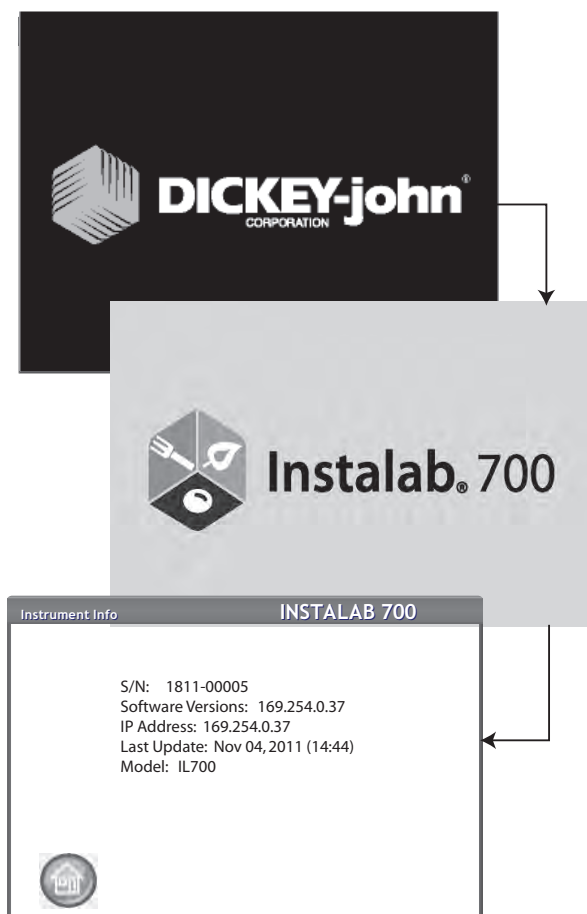 DICKEY-john®
CORPORATION
Instalab® 700
Instrument Info
INSTALAB 700
S/N: 1811-00005
Software Versions: 169.254.0.37
IP Address: 169.254.0.37
Last Update: Nov 04, 2011 (14:44)
Model: IL700